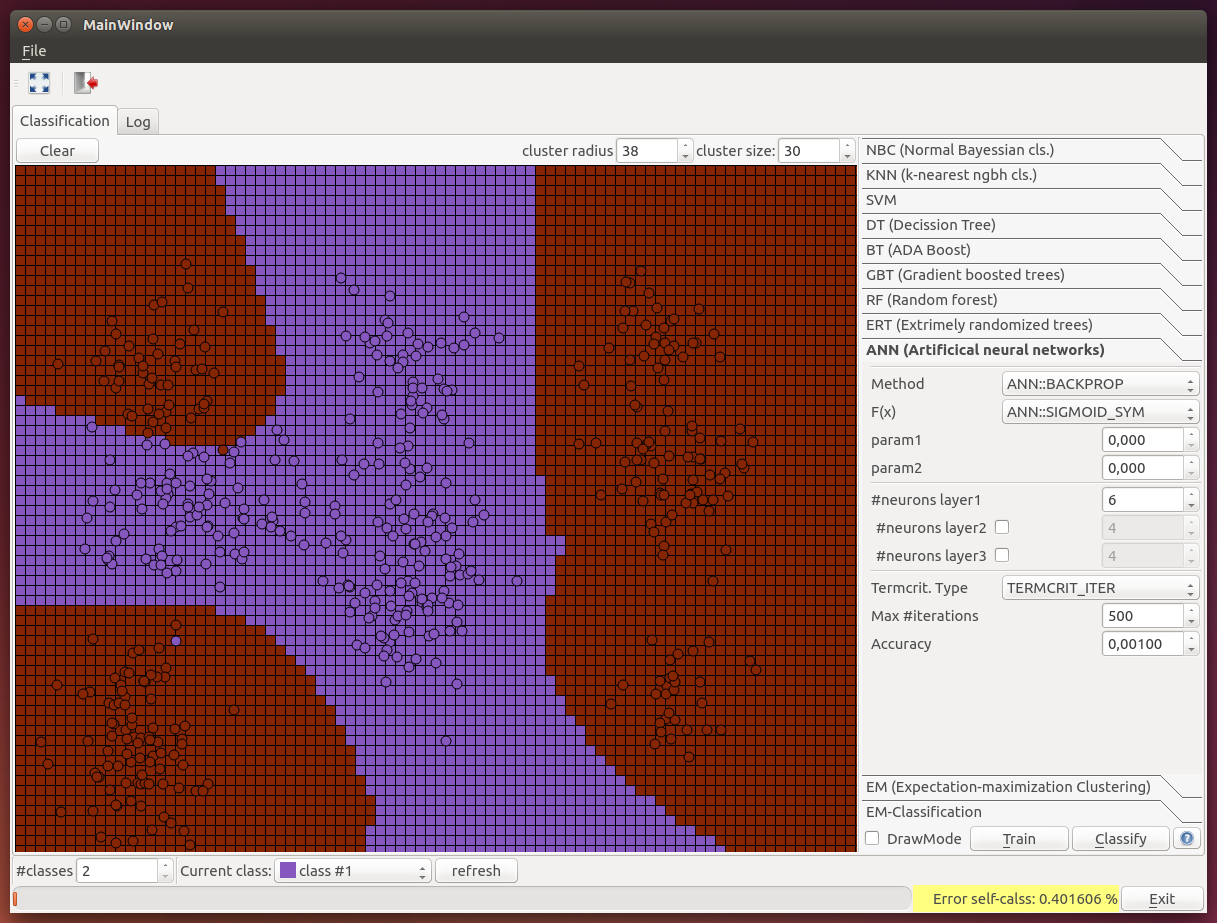 MainWindow
File
Classification
Log
Clear
cluster radius 38 cluster size: 30
NBC (Normal Bayessian cls.)
KNN (k-nearest ngbh cls.)
SVM
DT (Decission Tree)
BT (ADA Boost)
GBT (Gradient boosted trees)
RF (Random forest)
ERT (Extrimely randomized trees)
ANN (Artificical neural networks)
Method ANN::BACKPROP
F(x) ANN::SIGMOID_SYM
param1 0,000
param2 0,000
#neurons layer1 6
#neurons layer2 4
#neurons layer3 4
Termcrit. Type TERMCRIT_ITER
Max #iterations 500
Accuracy 0,00100
EM (Expectation-maximization Clustering)
EM-Classification
DrawMode Train Classify ?
#classes 2 Current class: class #1 refresh
Error self-calss: 0.401606 % Exit